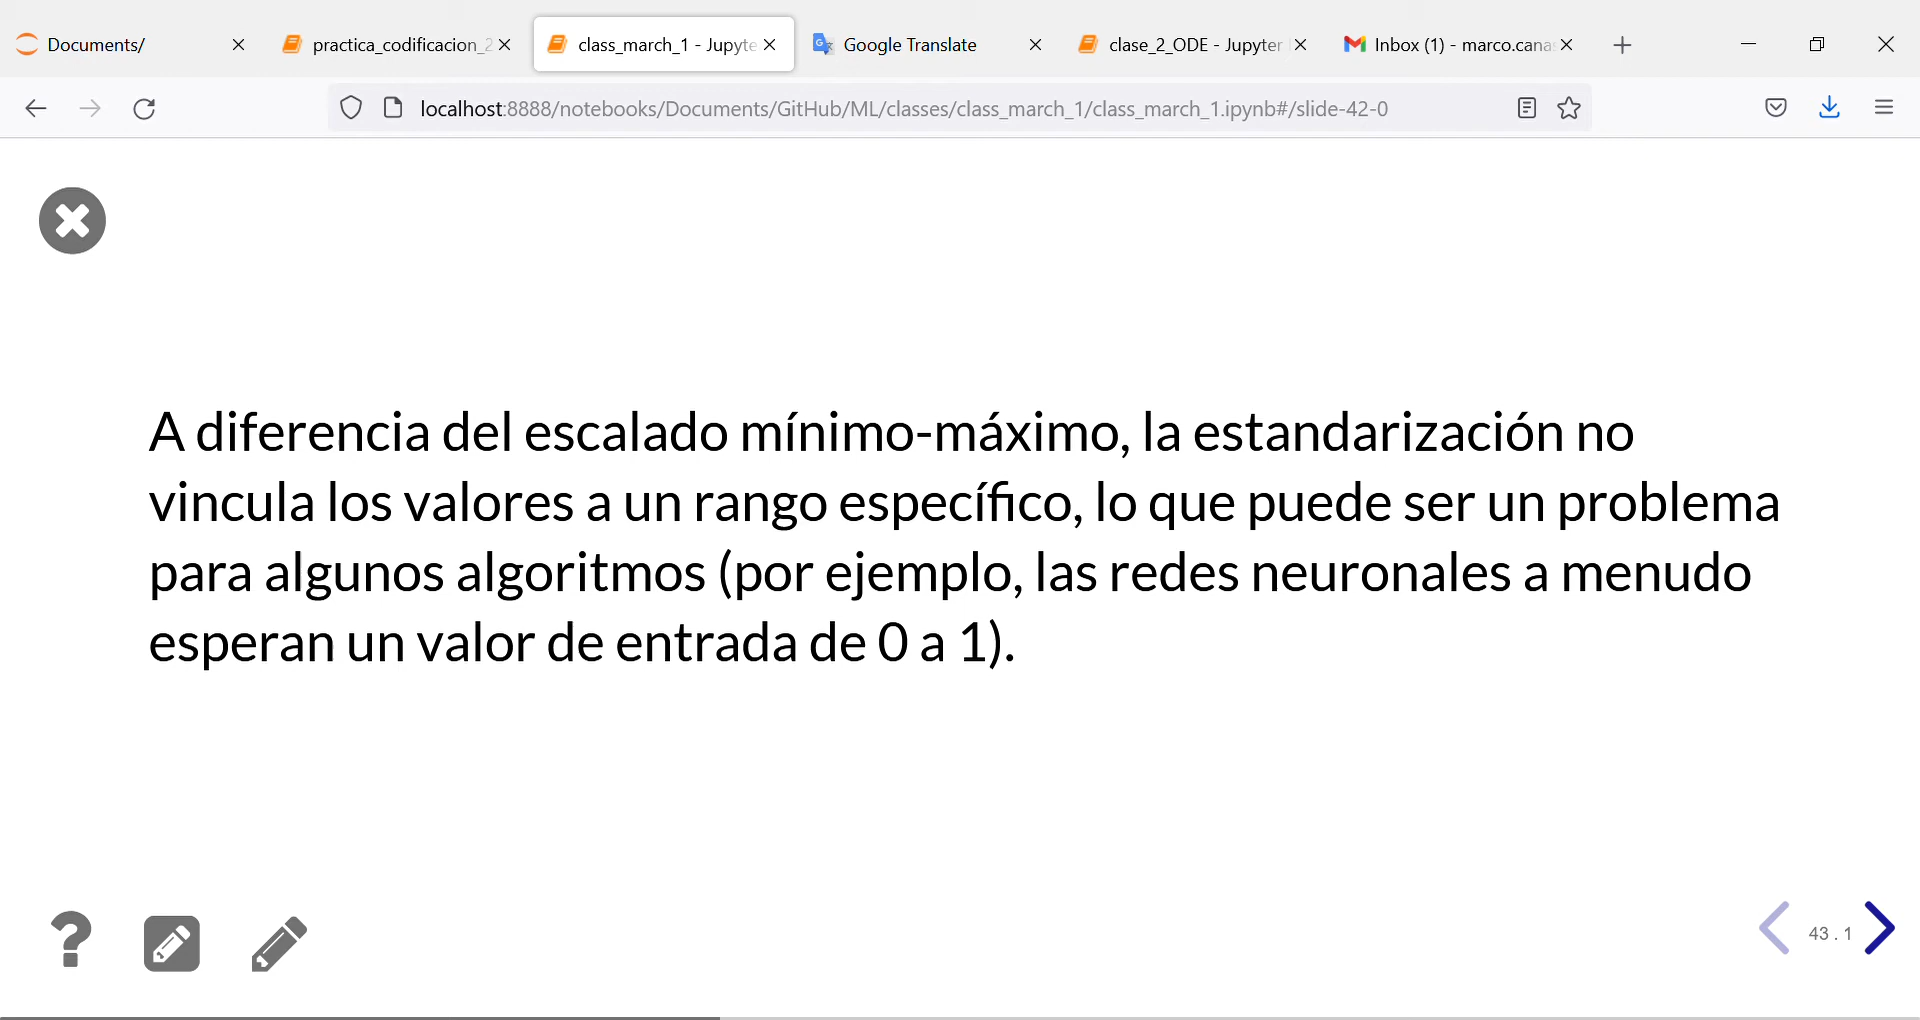 Documents/
practica_codificacion_2
class_march_1 - Jupyte
Google Translate
clase_2_ODE - Jupyter
Inbox (1) - marco.cana
localhost:8888/notebooks/Documents/GitHub/ML/classes/class_march_1/class_march_1.ipynb#/slide-42-0
A diferencia del escalado mínimo-máximo, la estandarización no
vincula los valores a un rango específico, lo que puede ser un problema
para algunos algoritmos (por ejemplo, las redes neuronales a menudo
esperan un valor de entrada de 0 a 1).
43 . 1